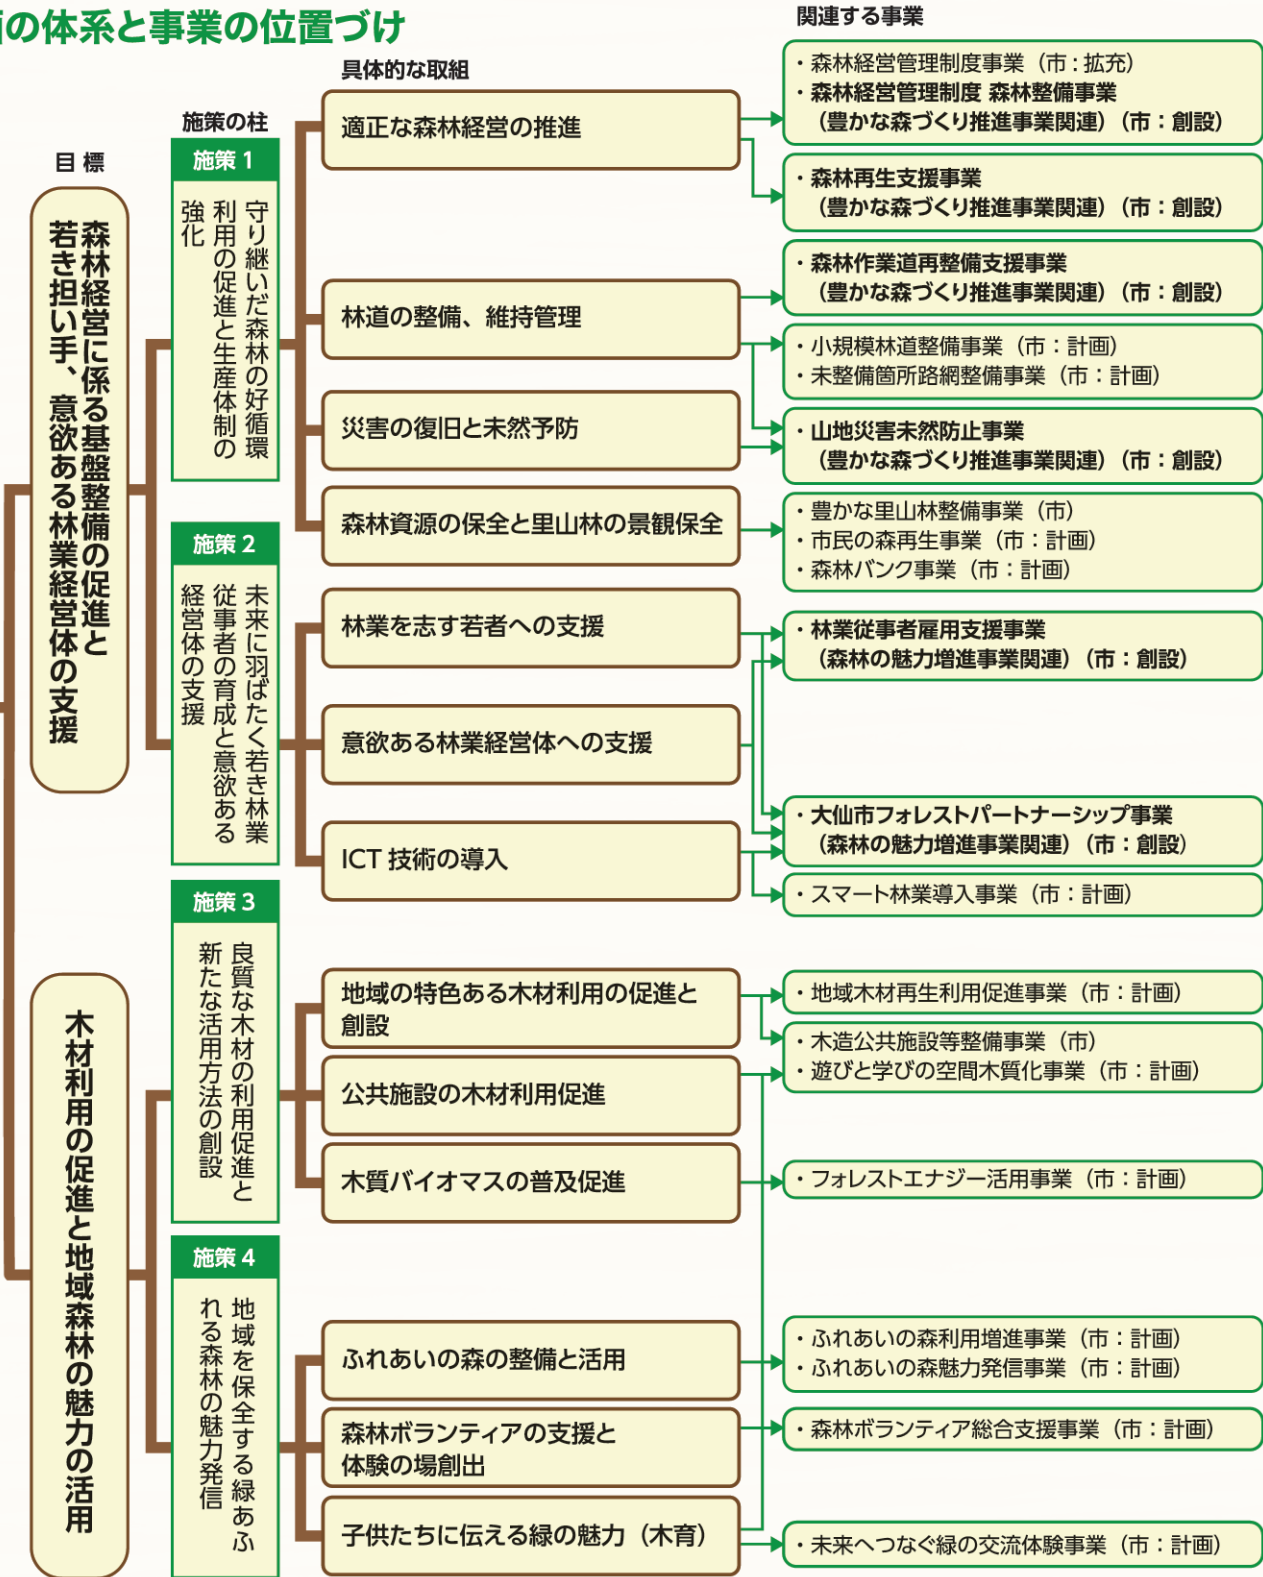 の体系と事業の位置づけ
関連する事業
具体的な取組
施策の柱
目 標
森林経営に係る基盤整備の促進と
若き担い手、意欲ある林業経営体の支援
施策 1
守り継いだ森林の好循環
利用の促進と生産体制の
強化
適正な森林経営の推進
・森林経営管理制度事業（市：拡充）
・森林経営管理制度 森林整備事業
（豊かな森づくり推進事業関連）（市：創設）
・森林再生支援事業
（豊かな森づくり推進事業関連）（市：創設）
林道の整備、維持管理
・森林作業道再整備支援事業
（豊かな森づくり推進事業関連）（市：創設）
・小規模林道整備事業（市：計画）
・未整備箇所路網整備事業（市：計画）
災害の復旧と未然予防
・山地災害未然防止事業
（豊かな森づくり推進事業関連）（市：創設）
森林資源の保全と里山林の景観保全
・豊かな里山林整備事業（市）
・市民の森再生事業（市：計画）
・森林バンク事業（市：計画）
施策 2
未来に羽ばたく若き林業
従事者の育成と意欲ある
経営体の支援
林業を志す若者への支援
・林業従事者雇用支援事業
（森林の魅力増進事業関連）（市：創設）
意欲ある林業経営体への支援
・大仙市フォレストパートナーシップ事業
（森林の魅力増進事業関連）（市：創設）
ICT 技術の導入
・スマート林業導入事業（市：計画）
木材利用の促進と地域森林の魅力の活用
施策 3
良質な木材の利用促進と
新たな活用方法の創設
地域の特色ある木材利用の促進と
創設
・地域木材再生利用促進事業（市：計画）
・木造公共施設等整備事業（市）
・遊びと学びの空間木質化事業（市：計画）
公共施設の木材利用促進
木質バイオマスの普及促進
・フォレストエナジー活用事業（市：計画）
施策 4
地域を保全する緑あふ
れる森林の魅力発信
ふれあいの森の整備と活用
・ふれあいの森利用増進事業（市：計画）
・ふれあいの森魅力発信事業（市：計画）
森林ボランティアの支援と
体験の場創出
・森林ボランティア総合支援事業（市：計画）
子供たちに伝える緑の魅力（木育）
・未来へつなぐ緑の交流体験事業（市：計画）